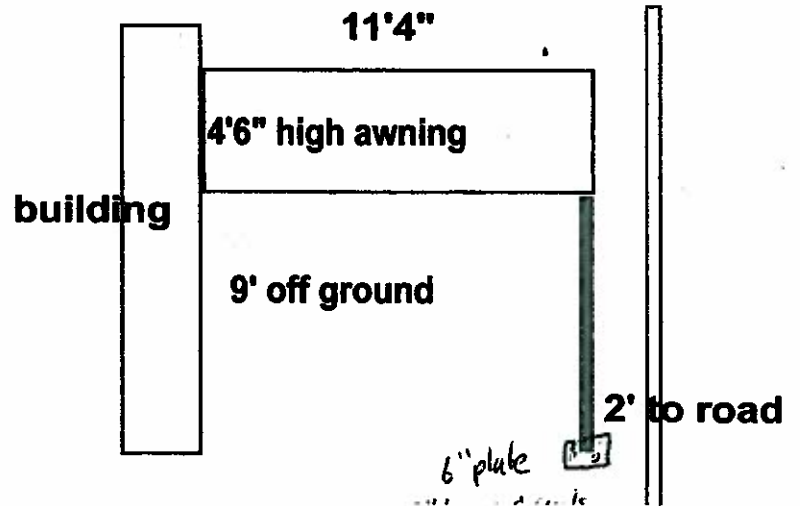 11'4"
4'6" high awning
building
9' off ground
2' to road
6" plate